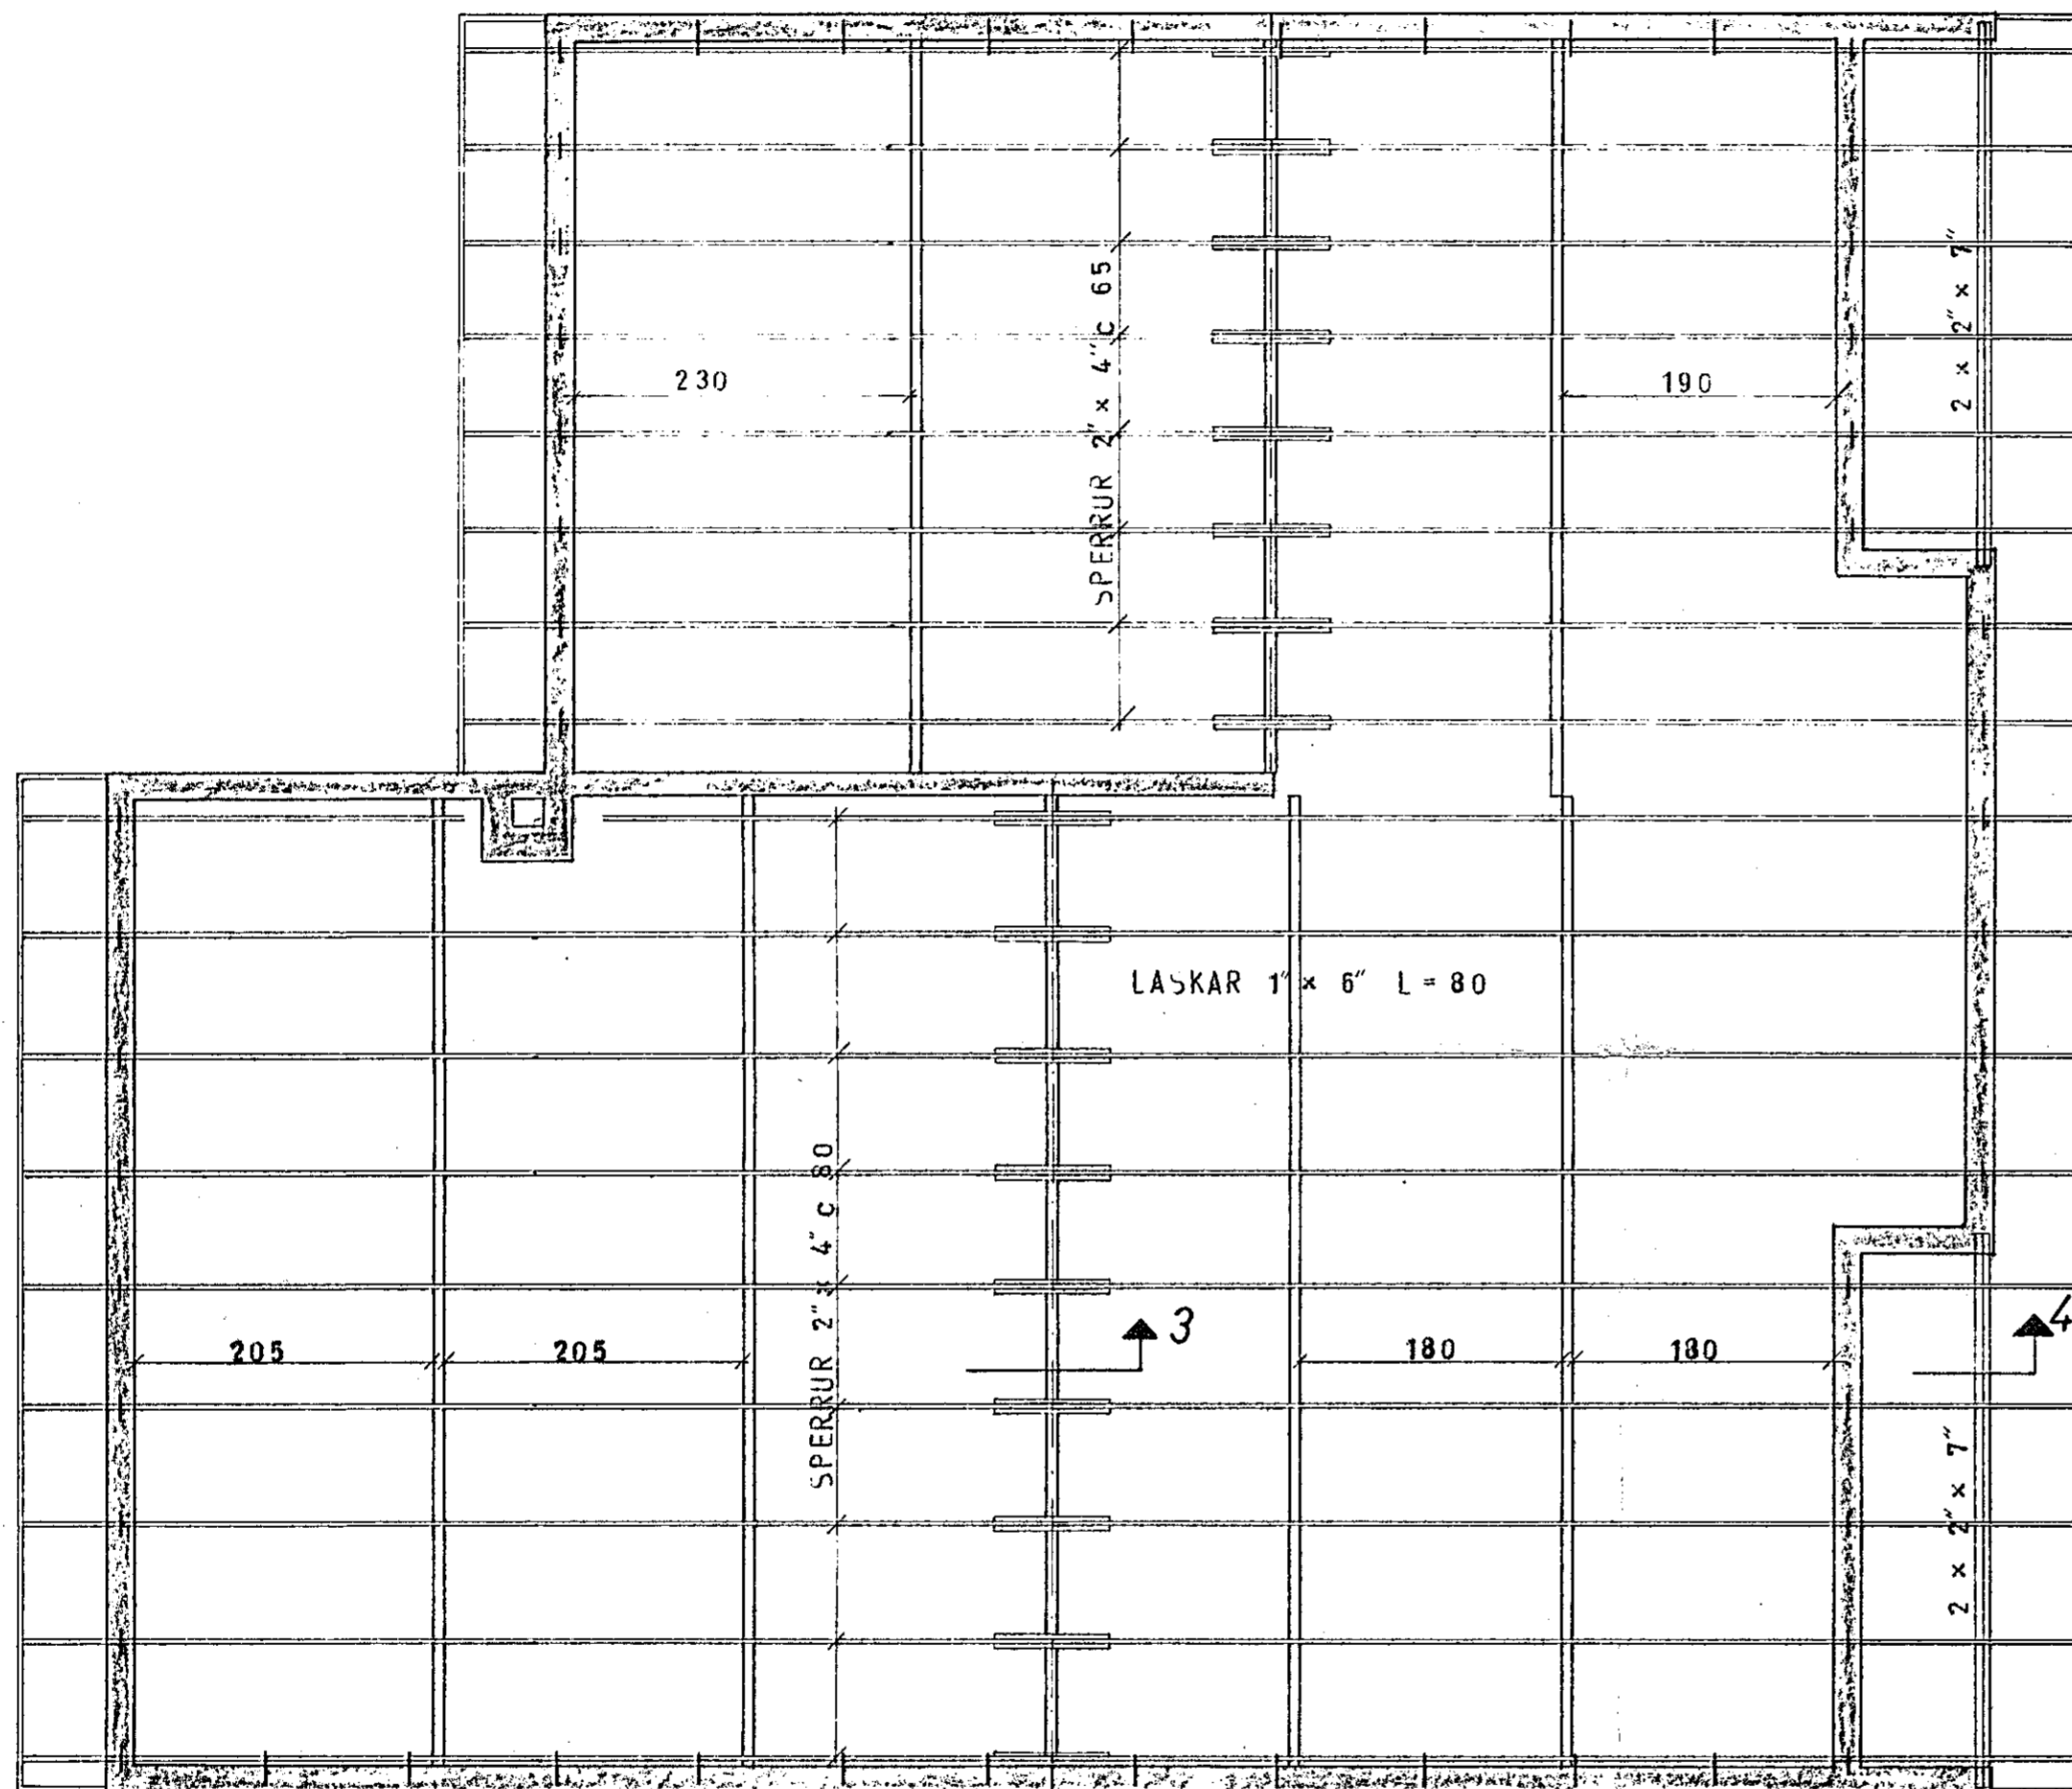 230
SPERRUR 2" x 4" c 65
190
2 x 2" x 7"
LASKAR 1" x 6" L = 80
SPERRUR 2" x 4" c 80
205
205
3
180
180
4
2 x 2" x 7"